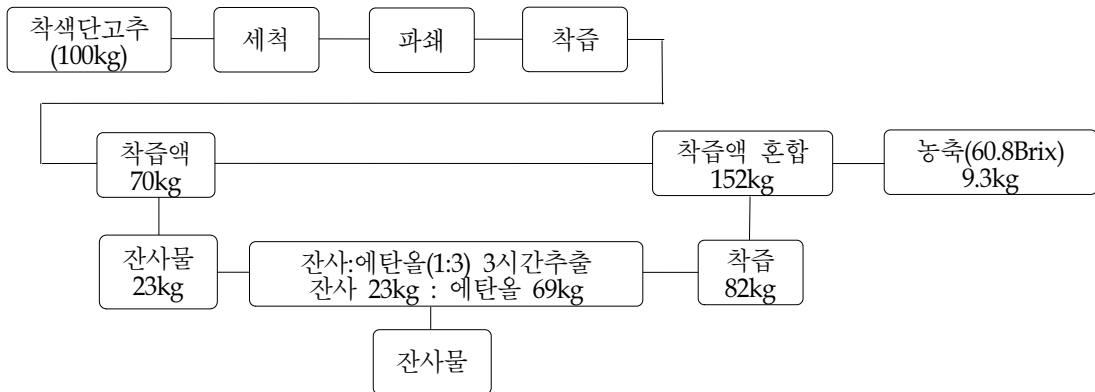 착색단고추
(100kg)
세척
파쇄
착즙
착즙액
70kg
착즙액 혼합
152kg
농축(60.8Brix)
9.3kg
잔사물
23kg
잔사:에탄올(1:3) 3시간추출
잔사 23kg : 에탄올 69kg
착즙
82kg
잔사물